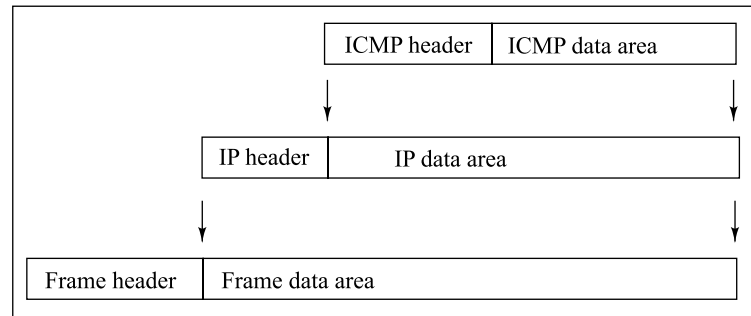 ICMP header ICMP data area
IP header IP data area
Frame header Frame data area